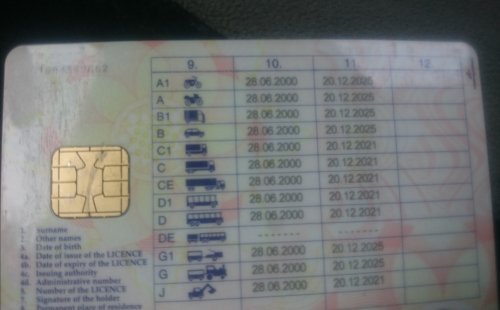 9. 10. 11. 12
A1 28.06.2000 20.12.2025
A 28.06.2000 20.12.2025
B1 28.06.2000 20.12.2025
B 28.06.2000 20.12.2025
C1 28.06.2000 20.12.2021
C 28.06.2000 20.12.2021
CE 28.06.2000 20.12.2021
D1 28.06.2000 20.12.2021
D 28.06.2000 20.12.2021
DE
G1 28.06.2000 20.12.2025
G 28.06.2000 20.12.2025
J 28.06.2000 20.12.2021
1. Surname
2. Other names
3. Date of birth
4a. Date of issue of the LICENCE
4b. Date of expiry of the LICENCE
4c. Issuing authority
4d. Administrative number
5. Number of the LICENCE
7. Signature of the holder
8. Permanent place of residence